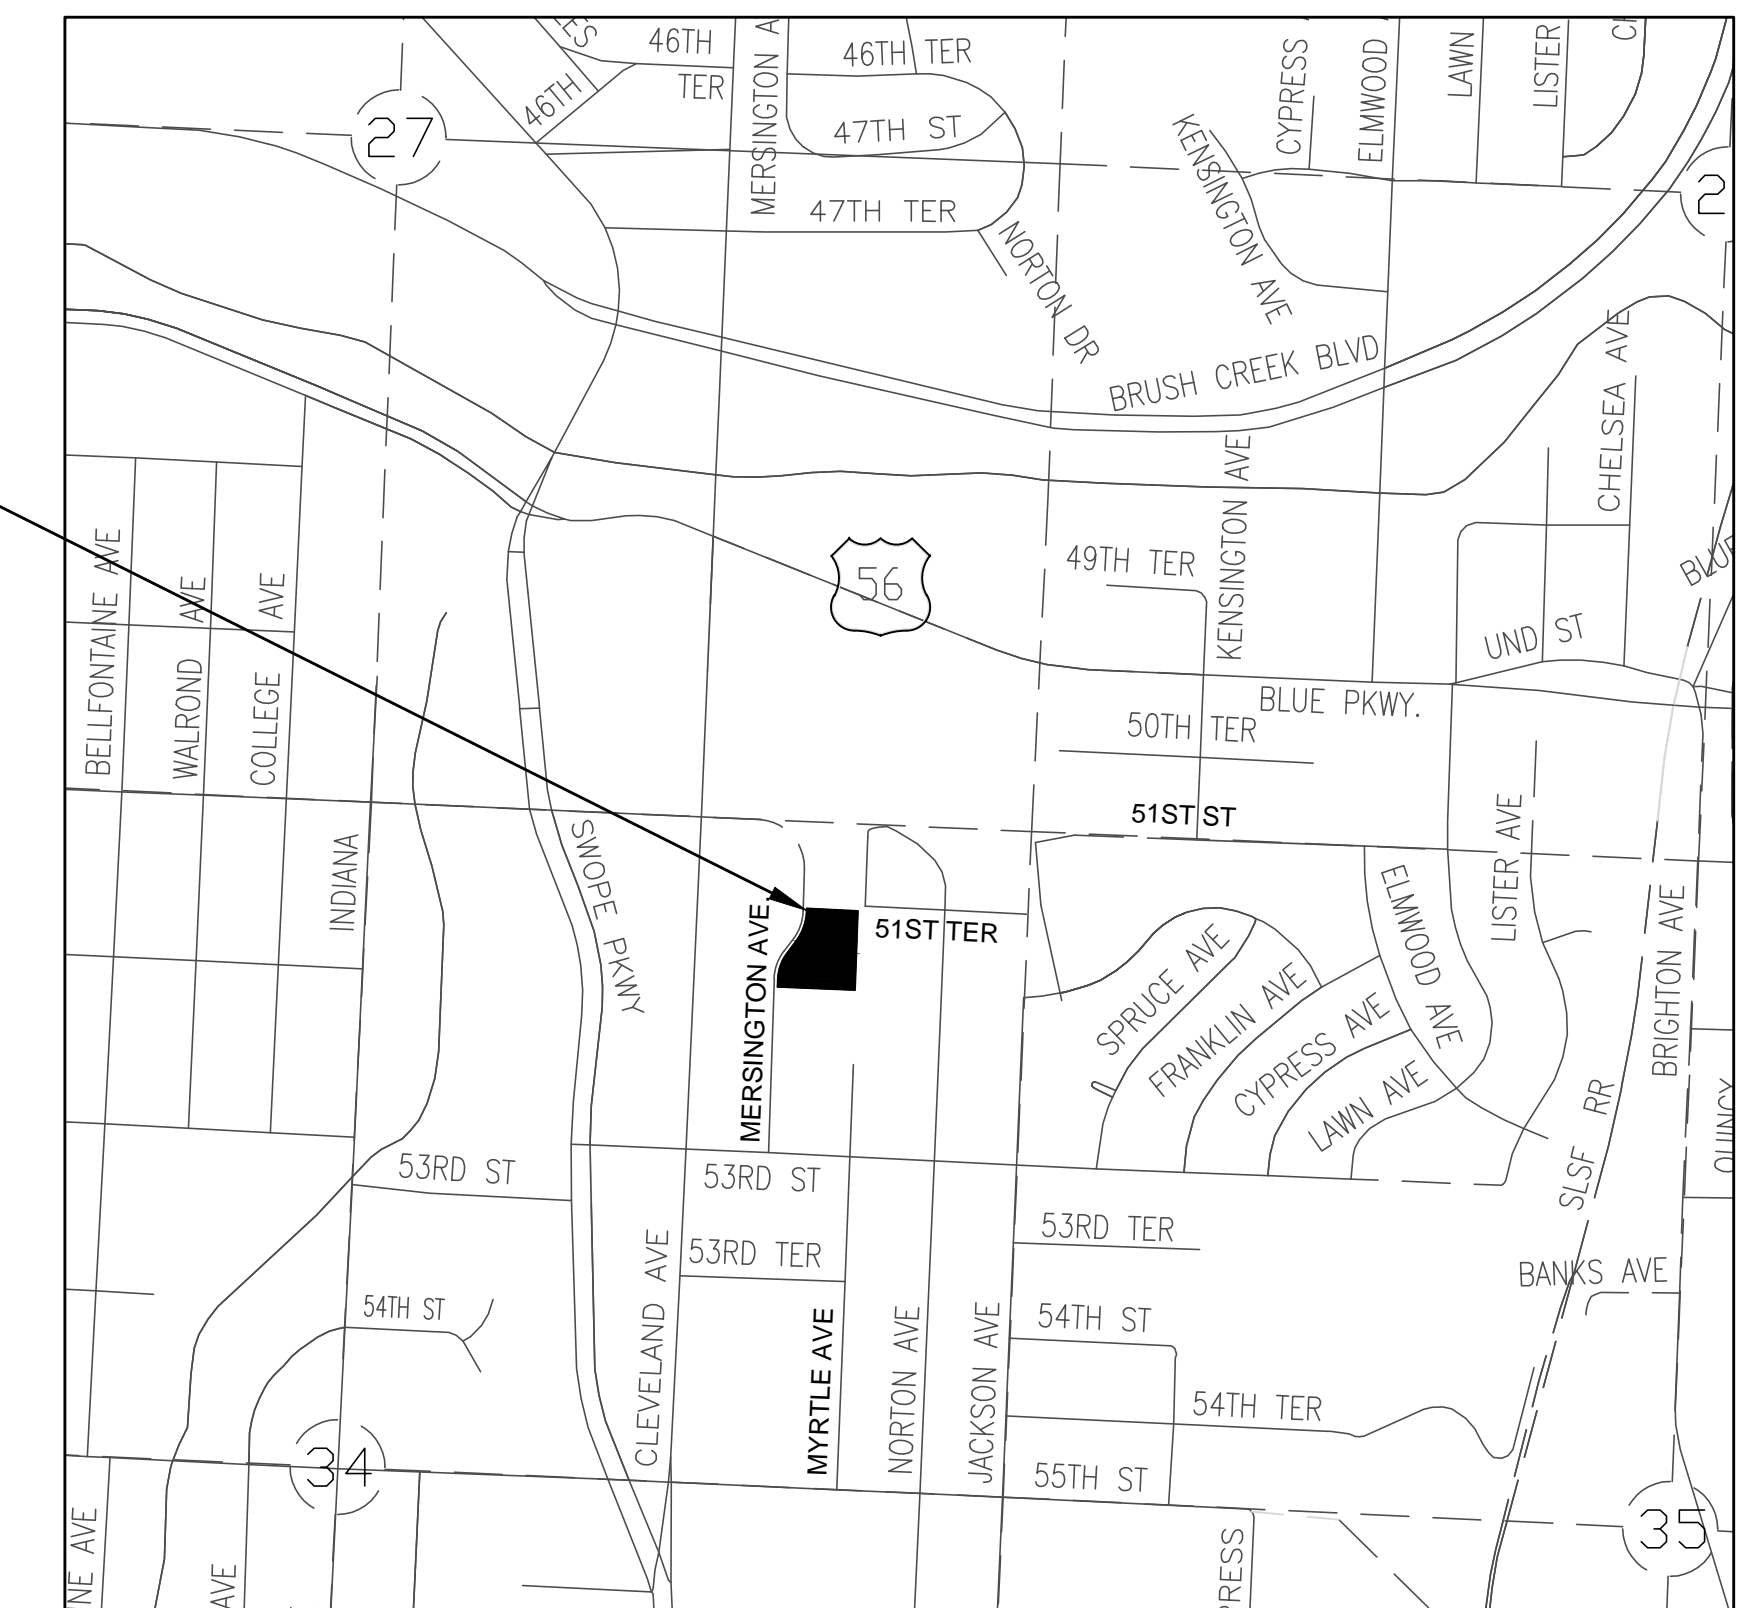 46TH
TER
46TH TER
46TH
MERSINGTON A
CYPRESS
ELMWOOD
LAWN
LISTER
27
47TH ST
47TH TER
KENSINGTON AVE
NORTON DR
BRUSH CREEK BLVD
CHELSEA AVE
KENSINGTON AVE
BELLFONTAINE AVE
WALROND AVE
COLLEGE AVE
56
49TH TER
BLUE
UND ST
BLUE PKWY.
50TH TER
51ST ST
INDIANA
SWOPE PKWY
MERSINGTON AVE.
51ST TER
SPRUCE AVE
FRANKLIN AVE
CYPRESS AVE
LAWN AVE
ELMWOOD AVE
LISTER AVE
BRIGHTON AVE
SLSF RR
QUINCY
53RD ST
53RD ST
53RD TER
53RD TER
BANKS AVE
54TH ST
54TH ST
CLEVELAND AVE
MYRTLE AVE
NORTON AVE
JACKSON AVE
54TH TER
34
55TH ST
35
NE AVE
AVE
RESS